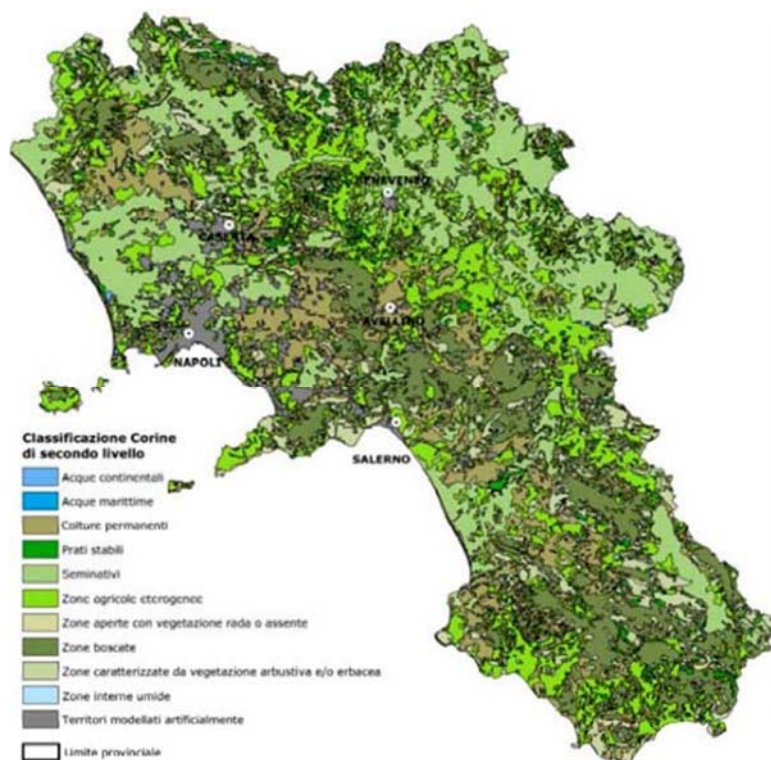 BENEVENTO
CASERTA
AVELLINO
NAPOLI
SALERNO
Classificazione Corine
di secondo livello
Acque continentali
Acque marittime
Colture permanenti
Prati stabili
Seminativi
Zone agricole eterogenee
Zone aperte con vegetazione rada o assente
Zone boscate
Zone caratterizzate da vegetazione arbustiva e/o erbacea
Zone interne umide
Territori modellati artificialmente
Limite provinciale